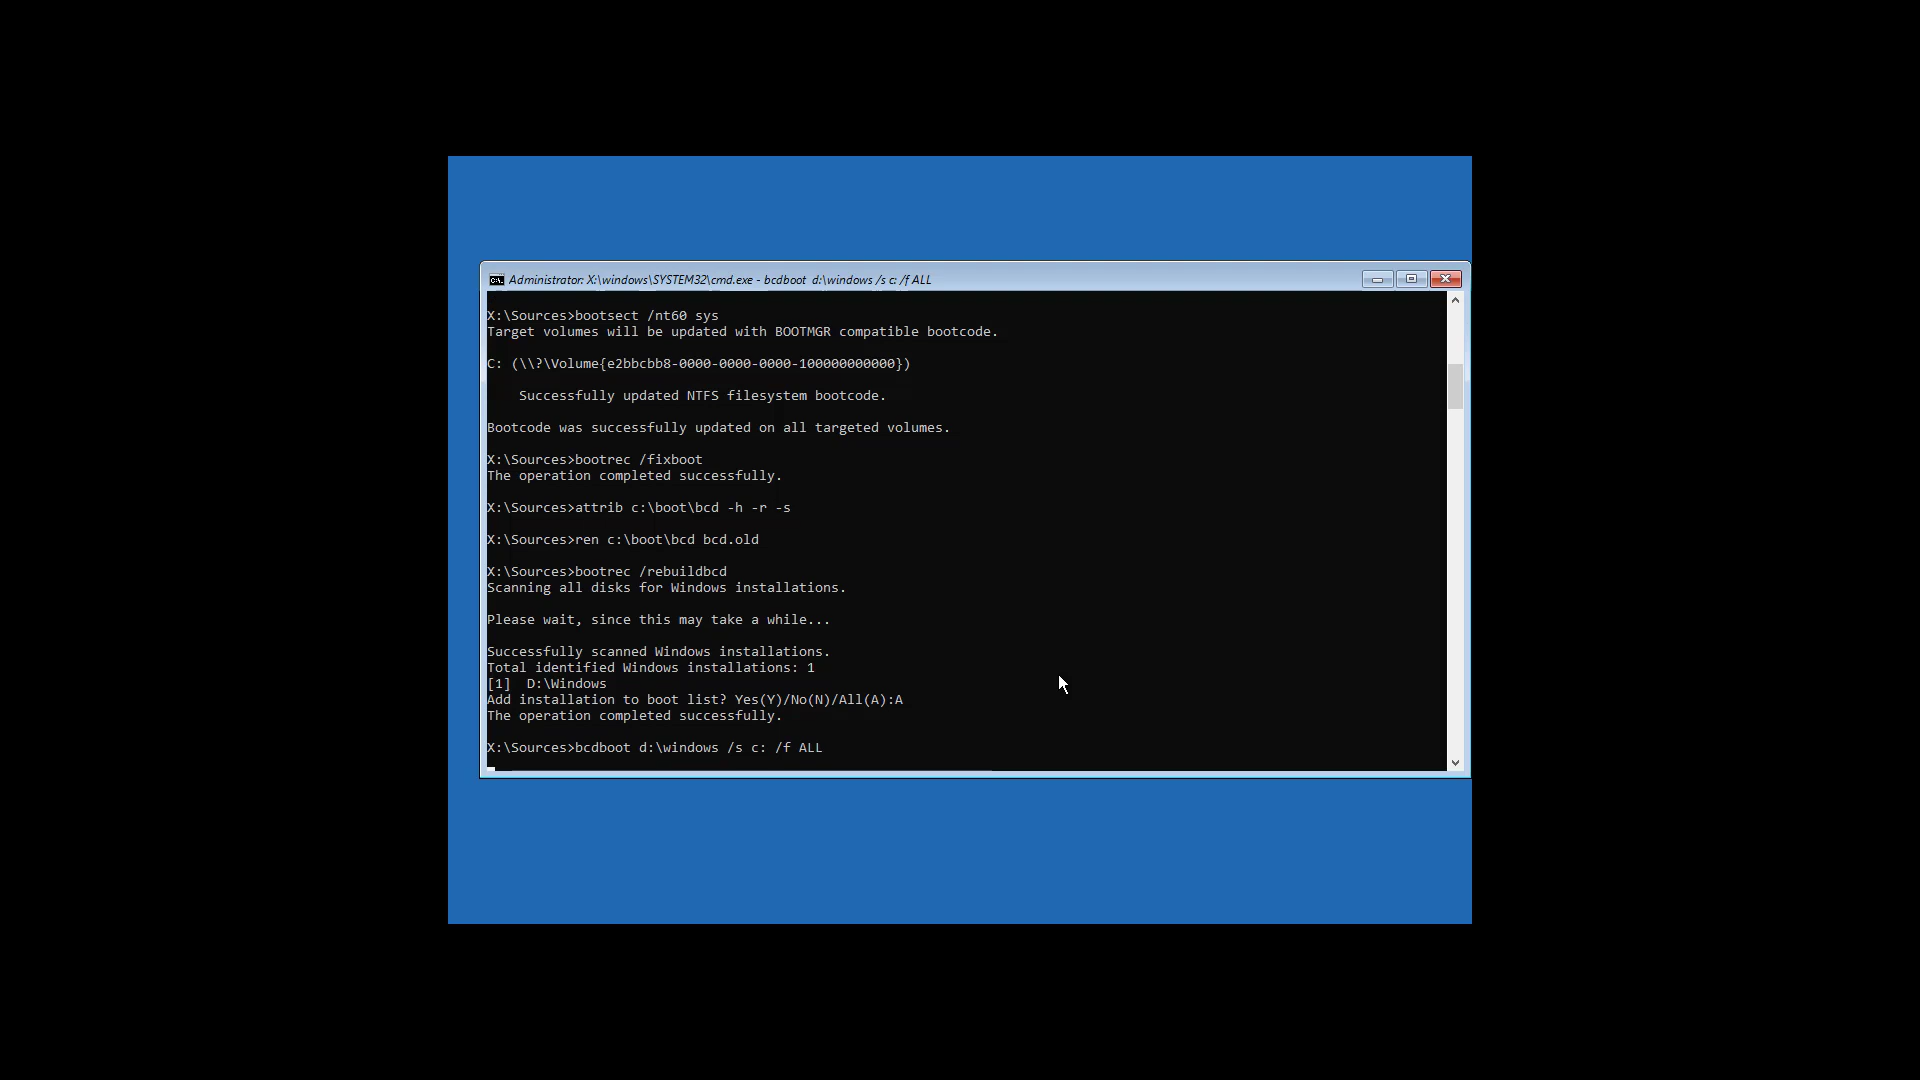 Administrator: X:\windows\SYSTEM32\cmd.exe - bcdboot  d:\windows /s c: /f ALL
X:\Sources>bootsect /nt60 sys
Target volumes will be updated with BOOTMGR compatible bootcode.
C: (\\?\Volume{e2bbcbb8-0000-0000-0000-100000000000})
Successfully updated NTFS filesystem bootcode.
Bootcode was successfully updated on all targeted volumes.
X:\Sources>bootrec /fixboot
The operation completed successfully.
X:\Sources>attrib c:\boot\bcd -h -r -s
X:\Sources>ren c:\boot\bcd bcd.old
X:\Sources>bootrec /rebuildbcd
Scanning all disks for Windows installations.
Please wait, since this may take a while...
Successfully scanned Windows installations.
Total identified Windows installations: 1
[1]  D:\Windows
Add installation to boot list? Yes(Y)/No(N)/All(A):A
The operation completed successfully.
X:\Sources>bcdboot d:\windows /s c: /f ALL